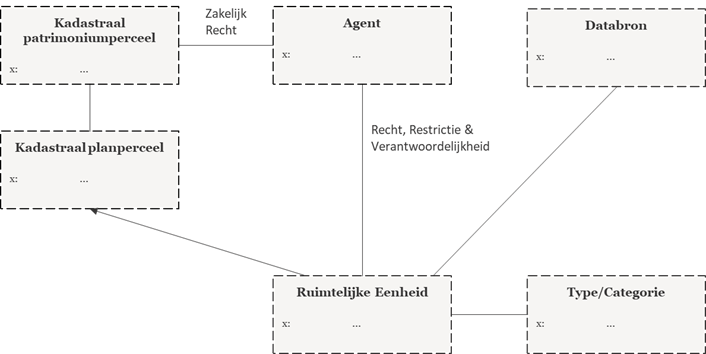 Kadastraal
patrimoniumperceel
x: ...
Zakelijk
Recht
Agent
x: ...
Databron
x: ...
Kadastraal planperceel
x: ...
Recht, Restrictie &
Verantwoordelijkheid
Ruimtelijke Eenheid
x: ...
Type/Categorie
x: ...